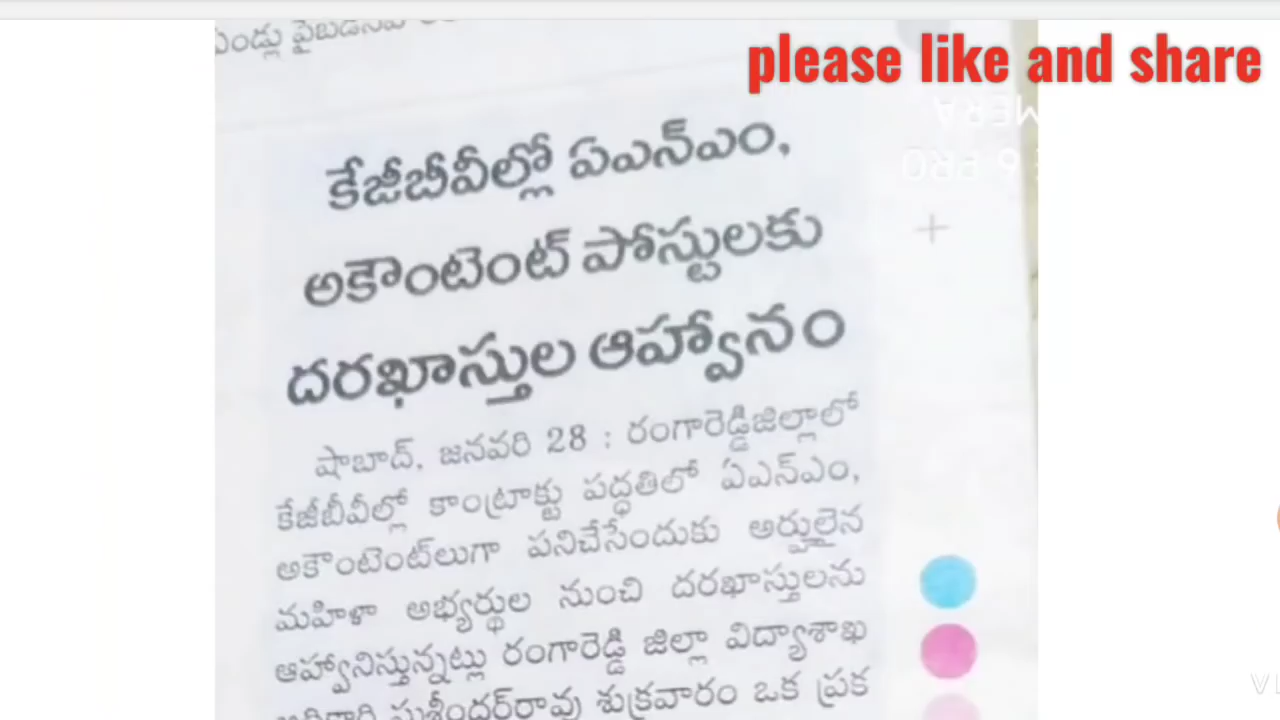 please like and share
కేజీబీవీల్లో ఏఎన్ఎం,
అకౌంటెంట్ పోస్టులకు
దరఖాస్తుల ఆహ్వానం
షాబాద్, జనవరి 28 : రంగారెడ్డిజిల్లాలో
కేజీబీవీల్లో కాంట్రాక్టు పద్ధతిలో ఏఎన్ఎం,
అకౌంటెంట్‌లుగా పనిచేసేందుకు అర్హులైన
మహిళా అభ్యర్థుల నుంచి దరఖాస్తులను
ఆహ్వానిస్తున్నట్లు రంగారెడ్డి జిల్లా విద్యాశాఖ
సుశీందర్‌రావు శుక్రవారం ఒక ప్రక